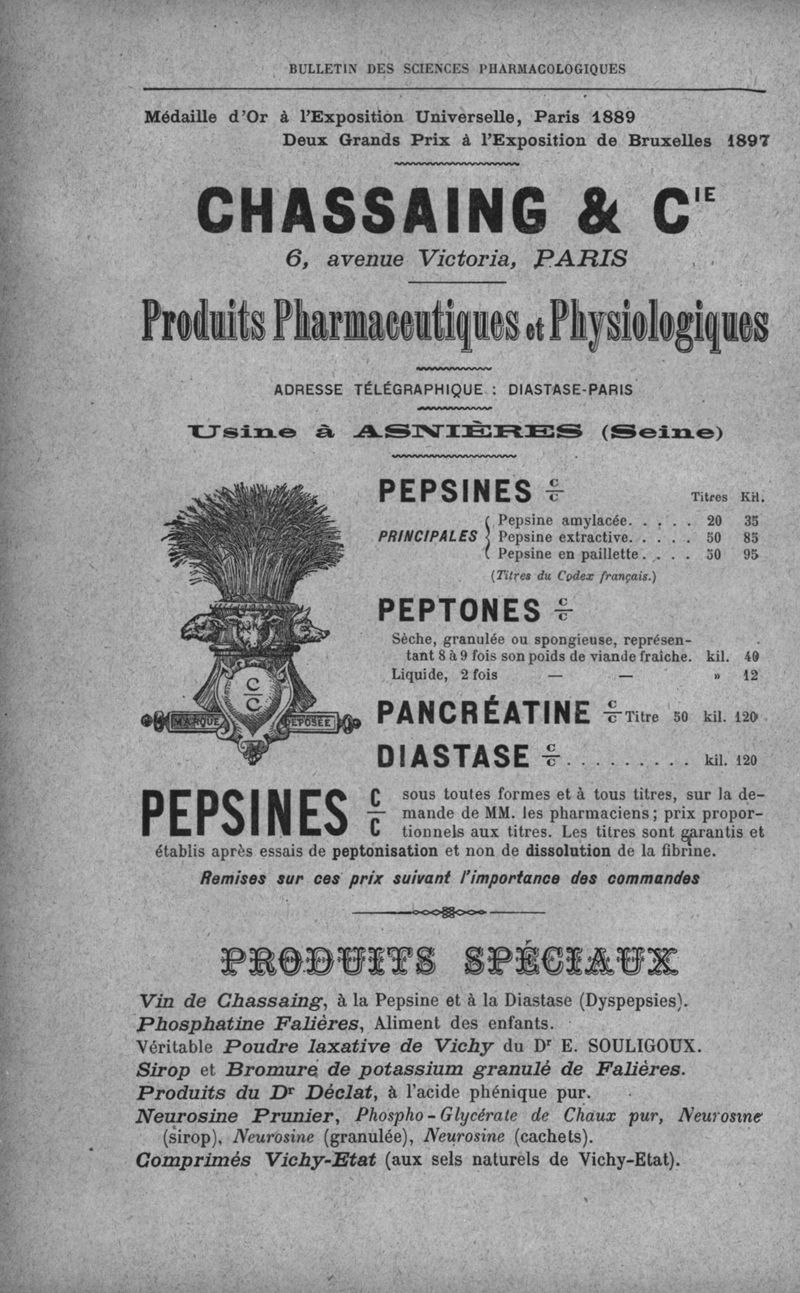 BULLETIN DES SCIENCES PHARMACOLOGIQUES
Médaille d'Or à l'Exposition Universelle, Paris 1889
Deux Grands Prix à l'Exposition de Bruxelles 1897
CHASSAING & CIE
6, avenue Victoria, PARIS
Produits Pharmaceutiques et Physiologiques
ADRESSE TÉLÉGRAPHIQUE : DIASTASE-PARIS
Usine à ASNIÈRES (Seine)
PEPSINES C/C Titres Kil.
PRINCIPALES
Pepsine amylacée. . . . . 20 35
Pepsine extractive. . . . . 50 85
Pepsine en paillette. . . . 50 95
(Titres du Codex français.)
PEPTONES C/C
Sèche, granulée ou spongieuse, représen-
tant 8 à 9 fois son poids de viande fraîche. kil. 40
Liquide, 2 fois — — » 12
C/C
MARQUE DÉPOSÉE
PANCRÉATINE C/C Titre 50 kil. 120
DIASTASE C/C . . . . . . . . . . kil. 120
PEPSINES C/C sous toutes formes et à tous titres, sur la de-
mande de MM. les pharmaciens; prix propor-
tionnels aux titres. Les titres sont garantis et
établis après essais de peptonisation et non de dissolution de la fibrine.
Remises sur ces prix suivant l'importance des commandes
PRODUITS SPÉCIAUX
Vin de Chassaing, à la Pepsine et à la Diastase (Dyspepsies).
Phosphatine Falières, Aliment des enfants.
Véritable Poudre laxative de Vichy du Dr E. SOULIGOUX.
Sirop et Bromure de potassium granulé de Falières.
Produits du Dr Déclat, à l'acide phénique pur.
Neurosine Prunier, Phospho-Glycérate de Chaux pur, Neurosine
(sirop), Neurosine (granulée), Neurosine (cachets).
Comprimés Vichy-Etat (aux sels naturels de Vichy-Etat).